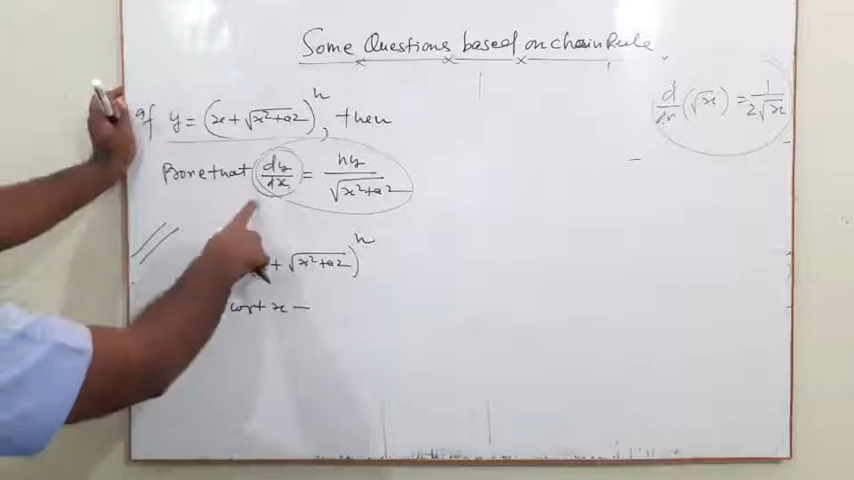 Some Questions based on chain Rule.
d/dx (√x) = 1/2√x
If y = (x + √x²+a2)ⁿ, then
Prove that dy/dx = ny/√x²+a2
+ √x²+a2)ⁿ
x —